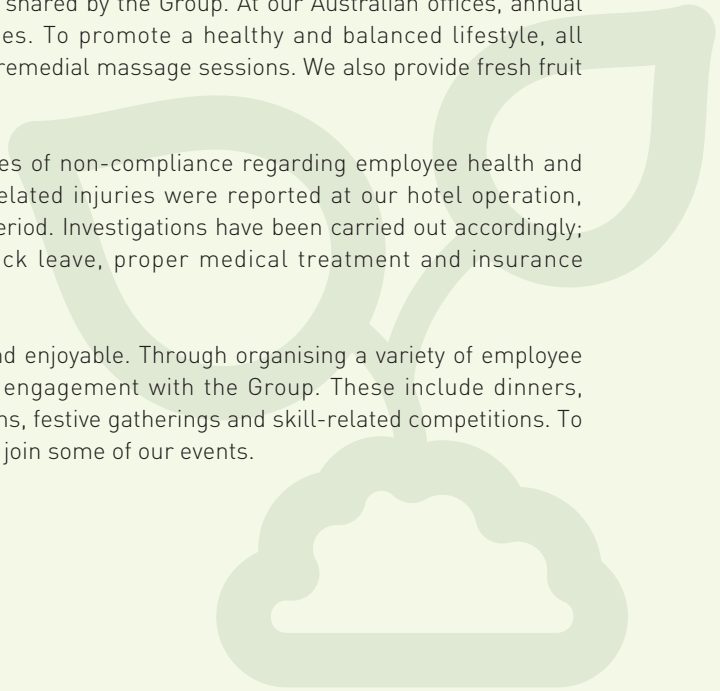 shared by the Group. At our Australian offices, annual
es. To promote a healthy and balanced lifestyle, all
remedial massage sessions. We also provide fresh fruit
es of non-compliance regarding employee health and
elated injuries were reported at our hotel operation,
eriod. Investigations have been carried out accordingly;
ck leave, proper medical treatment and insurance
nd enjoyable. Through organising a variety of employee
engagement with the Group. These include dinners,
ns, festive gatherings and skill-related competitions. To
join some of our events.